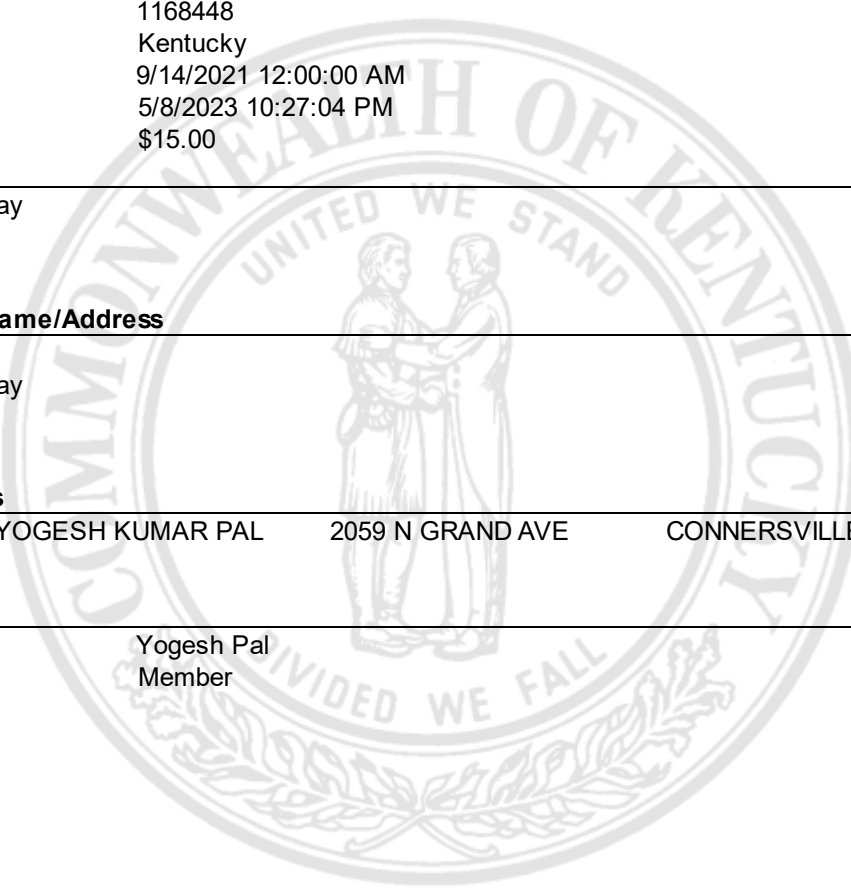 1168448
Kentucky
9/14/2021 12:00:00 AM
5/8/2023 10:27:04 PM
$15.00
ay
ame/Address
ay
s
YOGESH KUMAR PAL 2059 N GRAND AVE CONNERSVILLE
Yogesh Pal
Member
COMMONWEALTH OF KENTUCKY
UNITED WE STAND
DIVIDED WE FALL